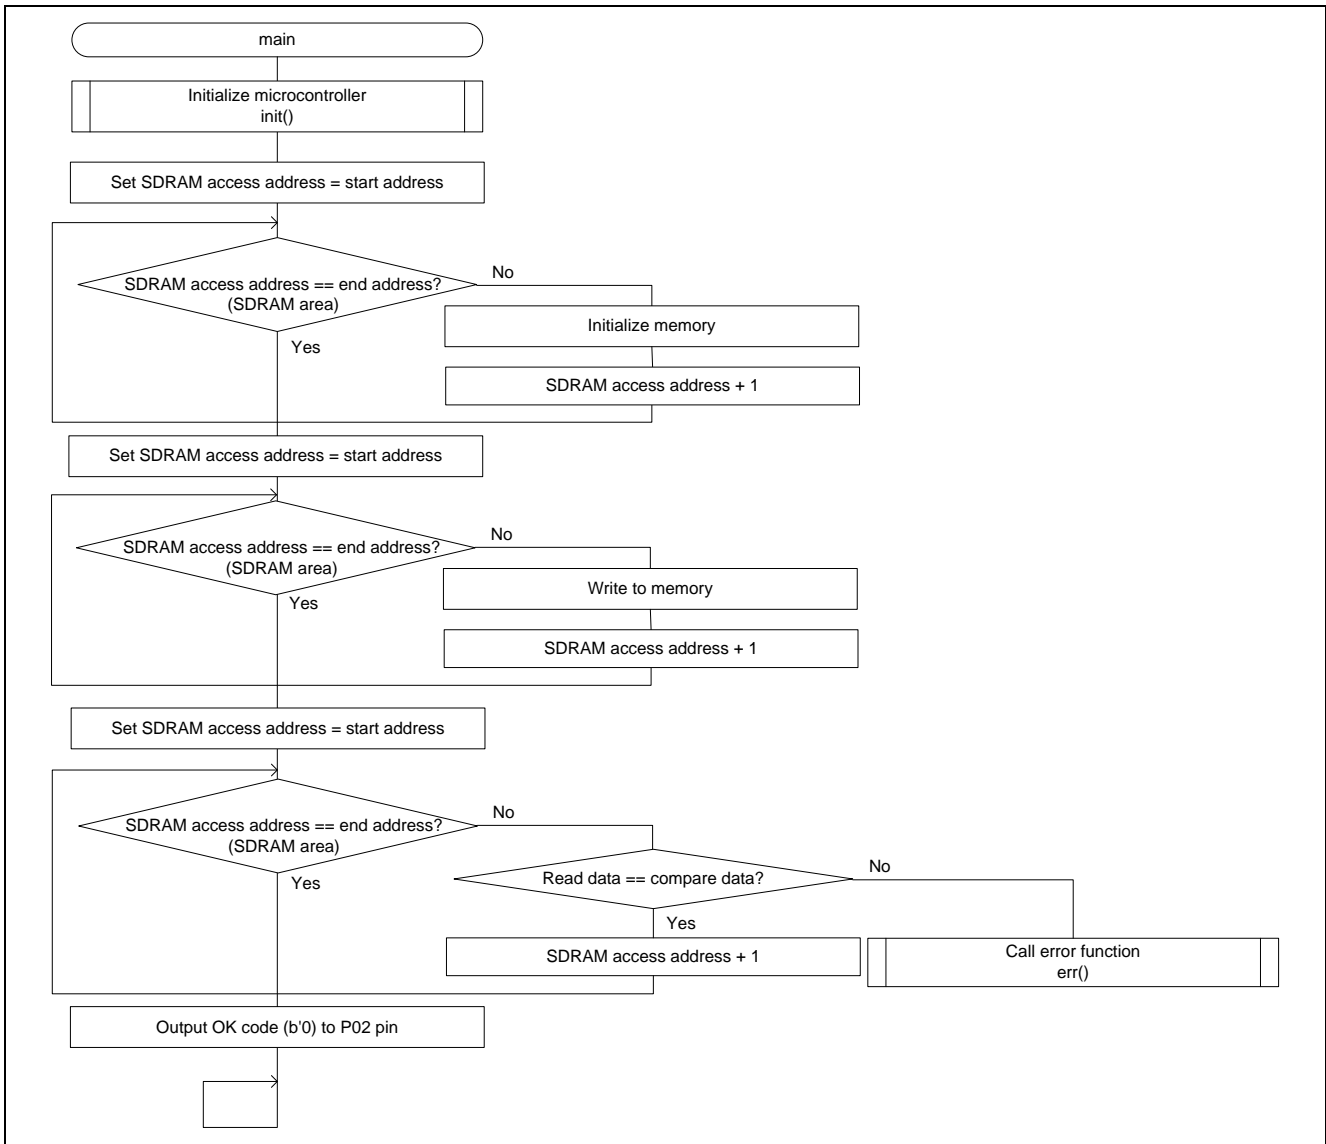 main
Initialize microcontroller
init()
Set SDRAM access address = start address
SDRAM access address == end address?
(SDRAM area)
No
Initialize memory
Yes
SDRAM access address + 1
Set SDRAM access address = start address
SDRAM access address == end address?
(SDRAM area)
No
Write to memory
Yes
SDRAM access address + 1
Set SDRAM access address = start address
SDRAM access address == end address?
(SDRAM area)
No
Yes
Read data == compare data?
No
Yes
SDRAM access address + 1
Call error function
err()
Output OK code (b'0) to P02 pin